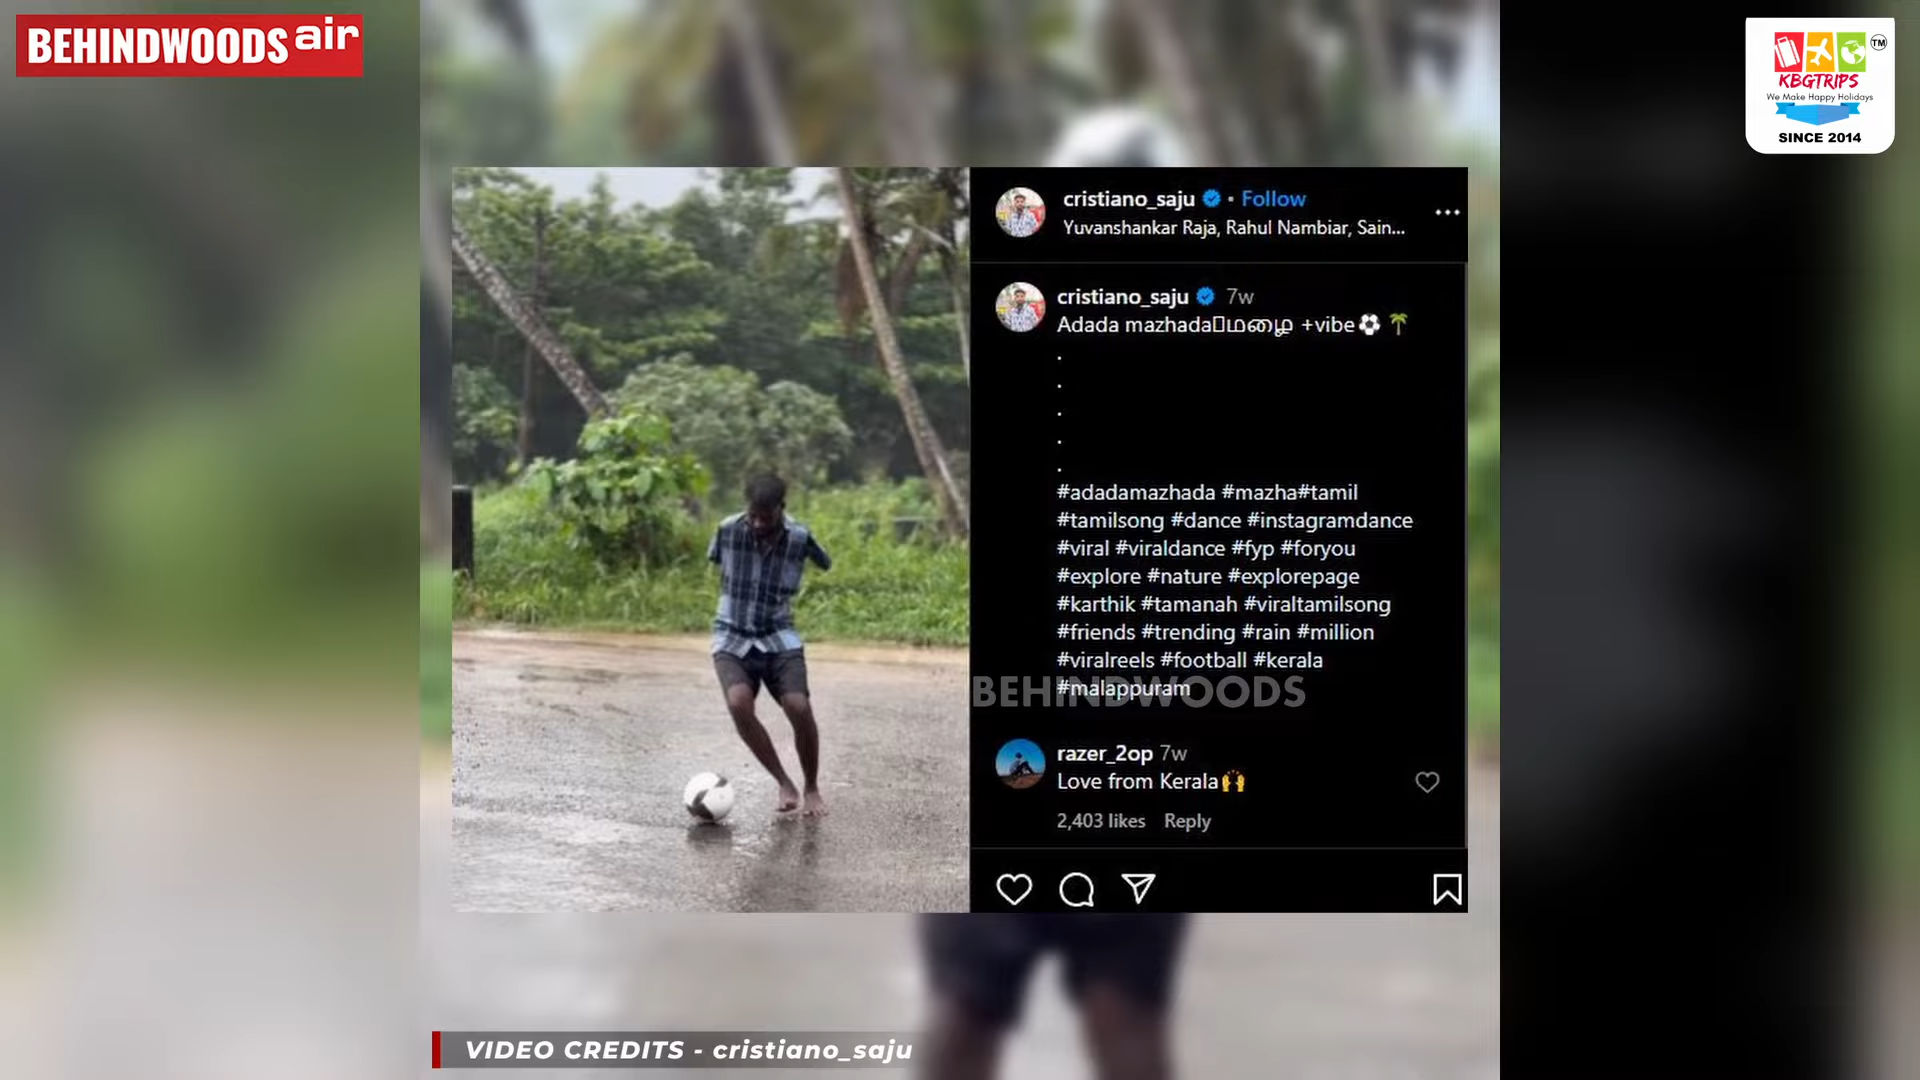 BEHINDWOODS air
TM
KBGTRIPS
We Make Happy Holidays
SINCE 2014
cristiano_saju • Follow
Yuvanshankar Raja, Rahul Nambiar, Sain...
cristiano_saju 7w
Adada mazhada மழை +vibe⚽🌴
.
.
.
.
.
#adadamazhada #mazha#tamil
#tamilsong #dance #instagramdance
#viral #viraldance #fyp #foryou
#explore #nature #explorepage
#karthik #tamanah #viraltamilsong
#friends #trending #rain #million
#viralreels #football #kerala
#malappuram
BEHINDWOODS
razer_2op 7w
Love from Kerala🙌
2,403 likes Reply
VIDEO CREDITS - cristiano_saju